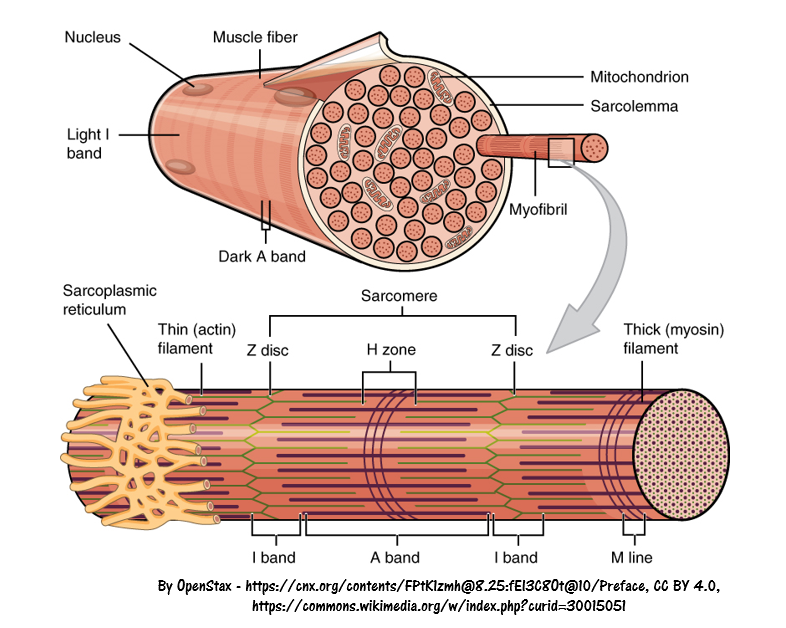 Nucleus
Muscle fiber
Mitochondrion
Sarcolemma
Light I
band
Myofibril
Dark A band
Sarcoplasmic
reticulum
Sarcomere
Thin (actin)
filament
Z disc
H zone
Z disc
Thick (myosin)
filament
I band
A band
I band
M line
By OpenStax - https://cnx.org/contents/FPtK1zmh@8.25:fEI3C8Ot@10/Preface, CC BY 4.0,
https://commons.wikimedia.org/w/index.php?curid=30015051